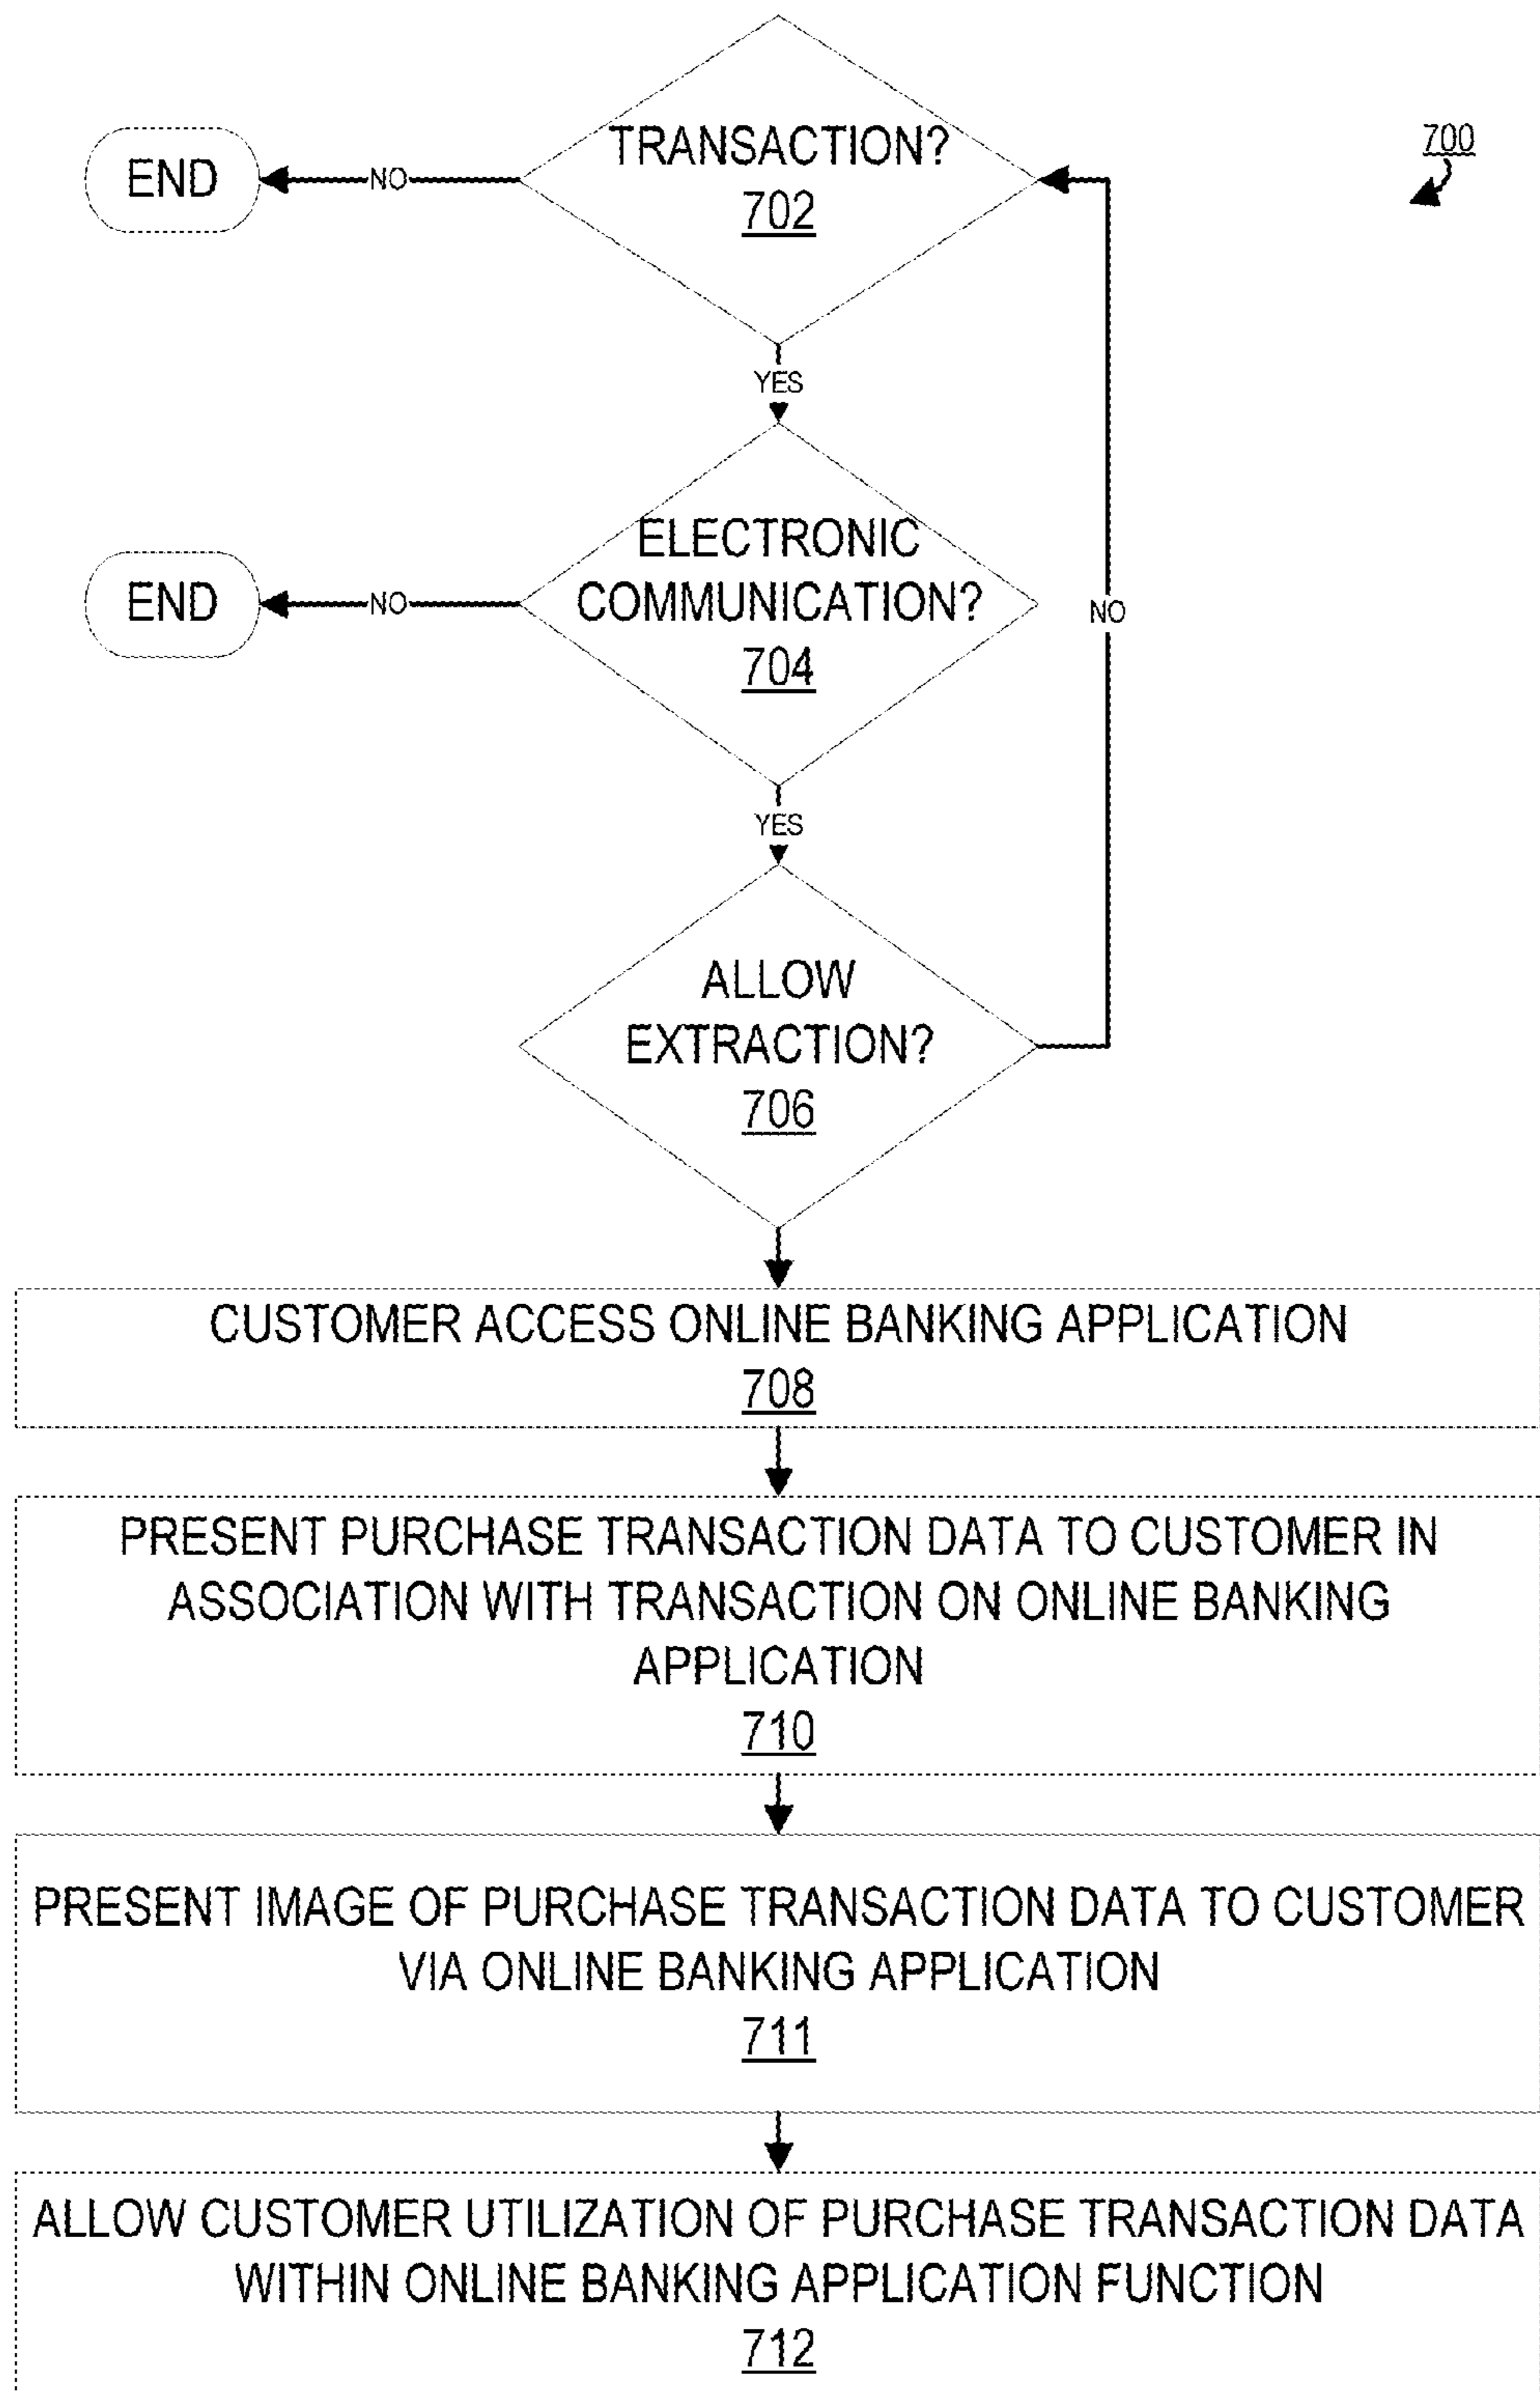 TRANSACTION?
702
END
NO
700
YES
ELECTRONIC
COMMUNICATION?
704
END
NO
NO
YES
ALLOW
EXTRACTION?
706
CUSTOMER ACCESS ONLINE BANKING APPLICATION
708
PRESENT PURCHASE TRANSACTION DATA TO CUSTOMER IN
ASSOCIATION WITH TRANSACTION ON ONLINE BANKING
APPLICATION
710
PRESENT IMAGE OF PURCHASE TRANSACTION DATA TO CUSTOMER
VIA ONLINE BANKING APPLICATION
711
ALLOW CUSTOMER UTILIZATION OF PURCHASE TRANSACTION DATA
WITHIN ONLINE BANKING APPLICATION FUNCTION
712